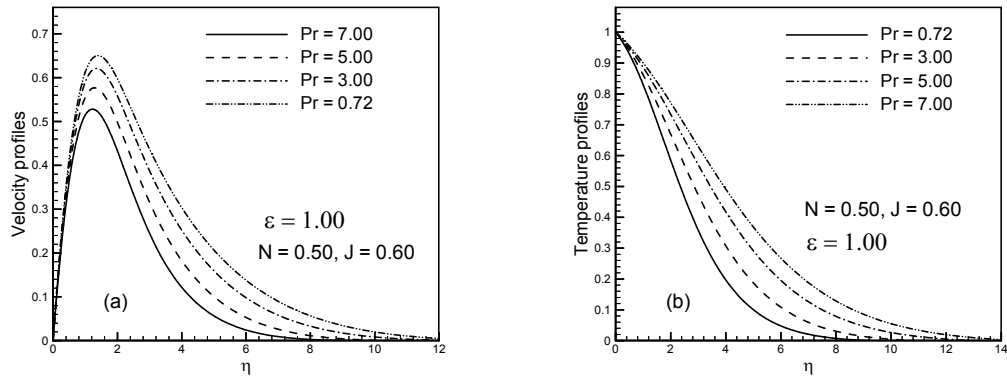 Velocity profiles
0.7
0.6
0.5
0.4
0.3
0.2
0.1
0
0 2 4 6 8 10 12
η
Pr = 7.00
Pr = 5.00
Pr = 3.00
Pr = 0.72
ε = 1.00
N = 0.50, J = 0.60
(a)
Temperature profiles
1
0.9
0.8
0.7
0.6
0.5
0.4
0.3
0.2
0.1
0
0 2 4 6 8 10 12 14
η
Pr = 0.72
Pr = 3.00
Pr = 5.00
Pr = 7.00
N = 0.50, J = 0.60
ε = 1.00
(b)